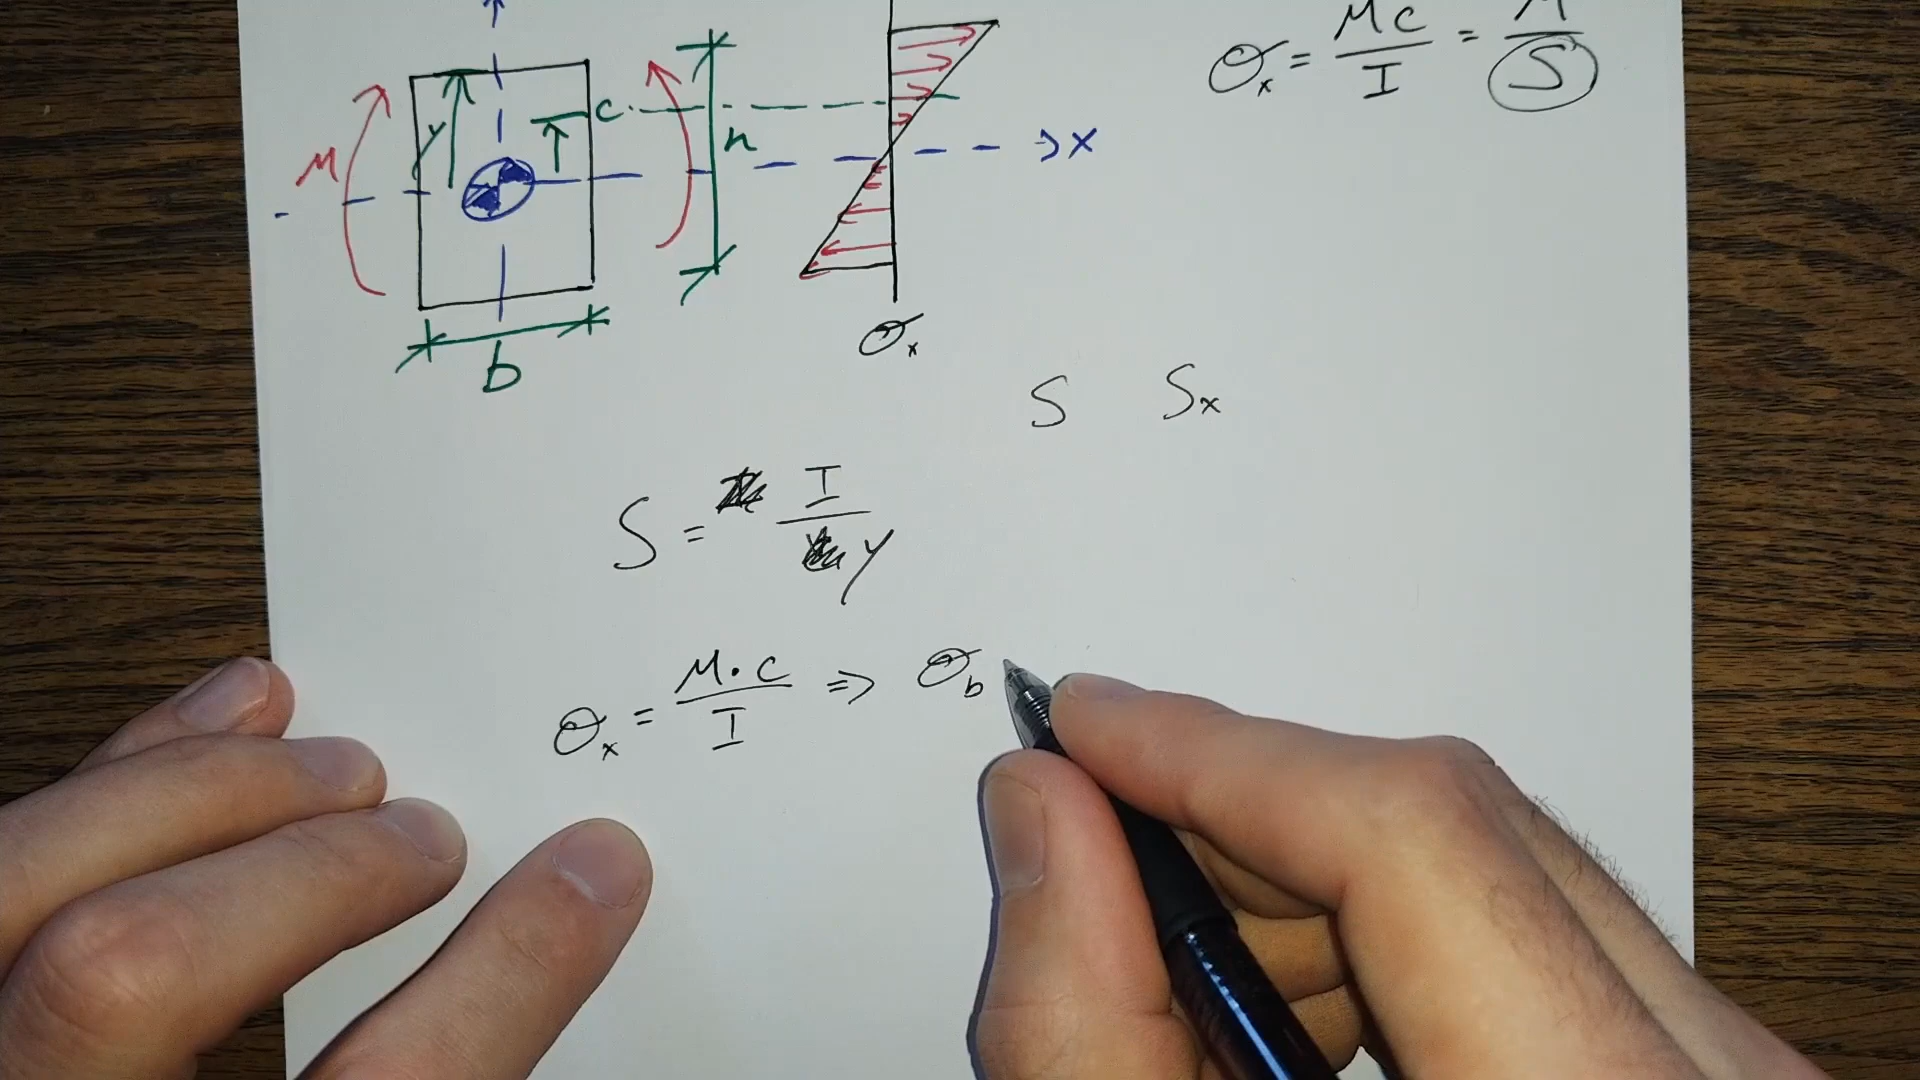 σx = Mc/I = M/S
M
y
c
h
→ x
b
σx
S Sx
S = I/y
σx = M·c/I ⇒ σb